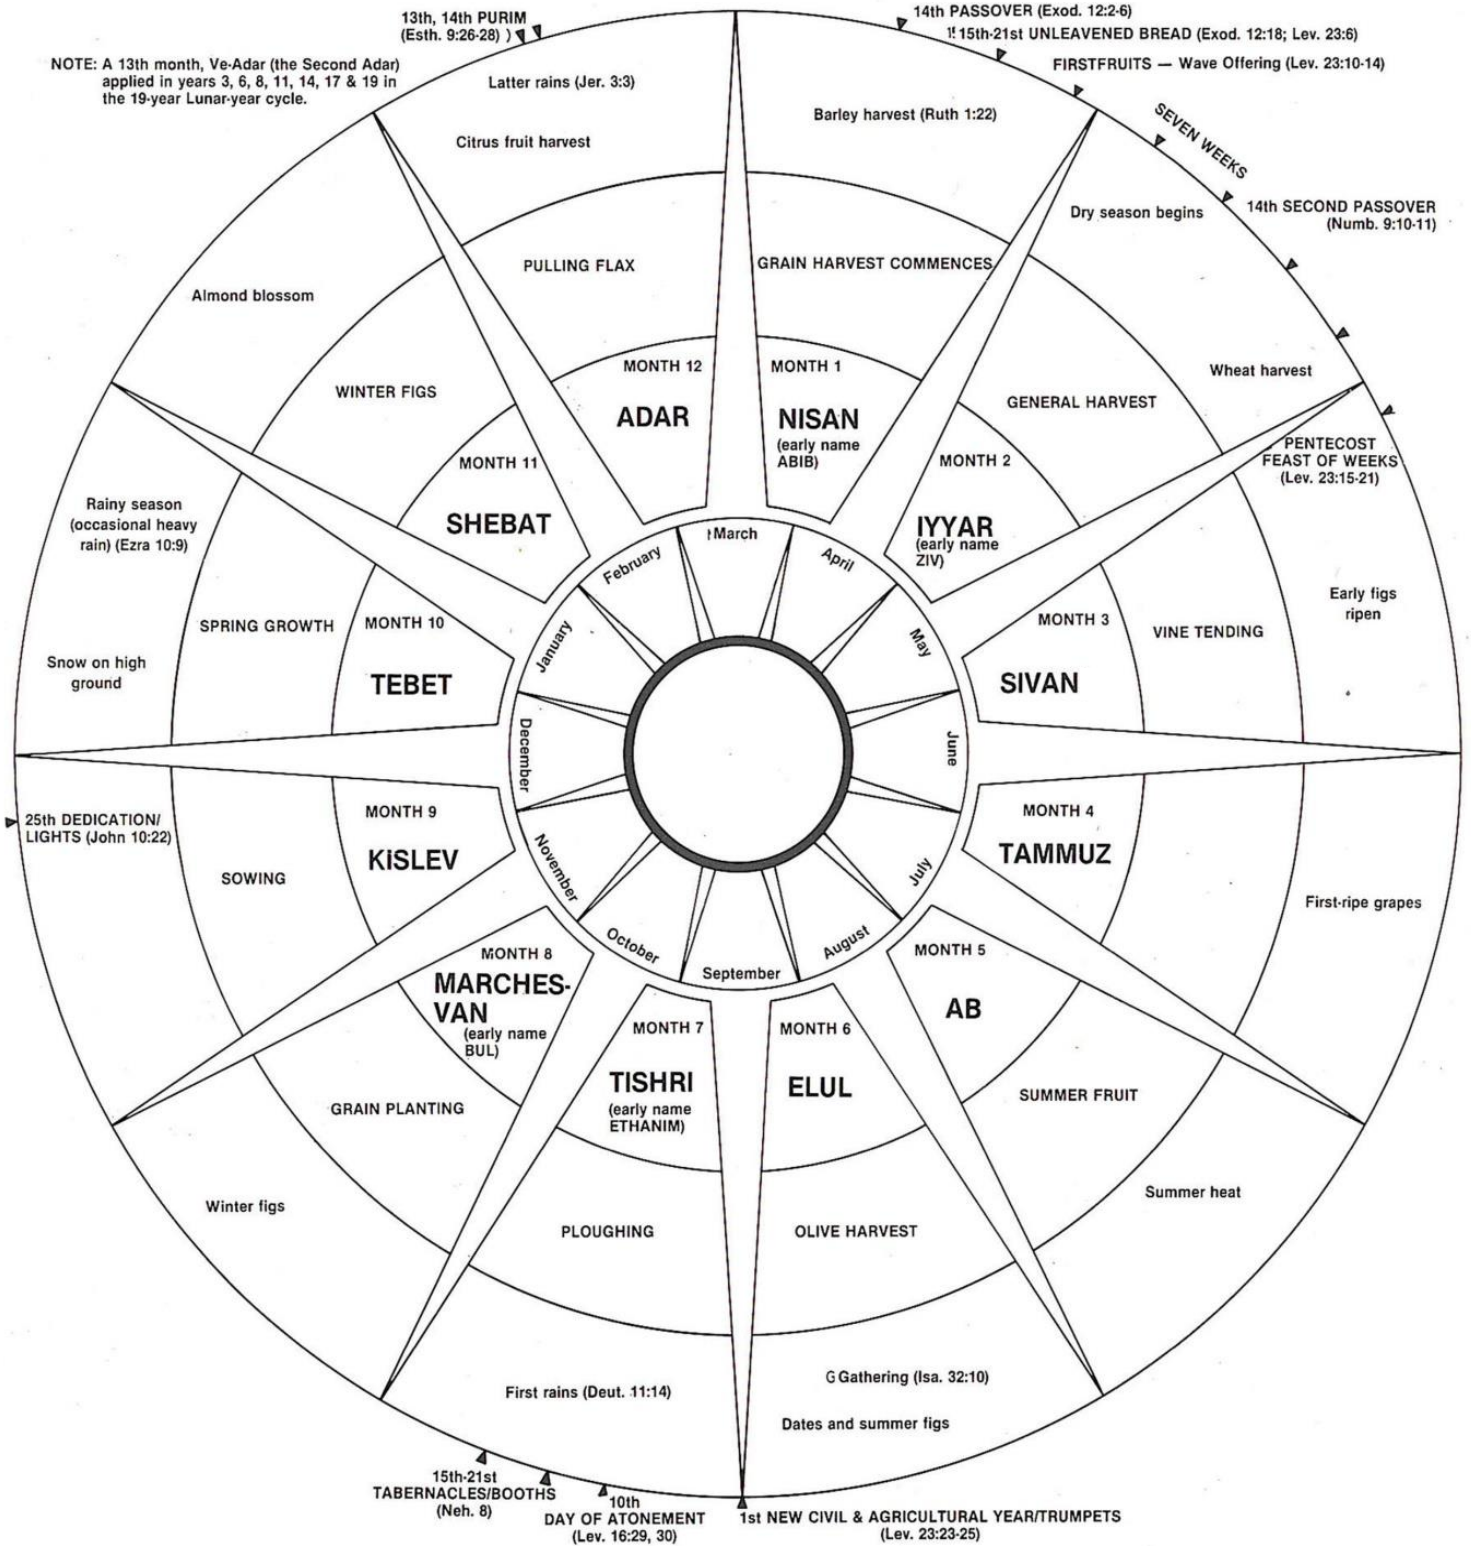 13th, 14th PURIM
(Esth. 9:26-28) )
NOTE: A 13th month, Ve-Adar (the Second Adar)
applied in years 3, 6, 8, 11, 14, 17 & 19 in
the 19-year Lunar-year cycle.
14th PASSOVER (Exod. 12:2-6)
15th-21st UNLEAVENED BREAD (Exod. 12:18; Lev. 23:6)
FIRSTFRUITS — Wave Offering (Lev. 23:10-14)
SEVEN WEEKS
14th SECOND PASSOVER
(Numb. 9:10-11)
Latter rains (Jer. 3:3)
Citrus fruit harvest
PULLING FLAX
MONTH 12
ADAR
Barley harvest (Ruth 1:22)
GRAIN HARVEST COMMENCES
MONTH 1
NISAN
(early name
ABIB)
Dry season begins
Wheat harvest
GENERAL HARVEST
MONTH 2
IYYAR
(early name
ZIV)
PENTECOST
FEAST OF WEEKS
(Lev. 23:15-21)
Early figs
ripen
VINE TENDING
MONTH 3
SIVAN
MONTH 4
TAMMUZ
First-ripe grapes
MONTH 5
AB
SUMMER FRUIT
Summer heat
MONTH 6
ELUL
OLIVE HARVEST
G Gathering (Isa. 32:10)
Dates and summer figs
1st NEW CIVIL & AGRICULTURAL YEAR/TRUMPETS
(Lev. 23:23-25)
MONTH 7
TISHRI
(early name
ETHANIM)
PLOUGHING
First rains (Deut. 11:14)
10th
DAY OF ATONEMENT
(Lev. 16:29, 30)
15th-21st
TABERNACLES/BOOTHS
(Neh. 8)
MONTH 8
MARCHES-
VAN
(early name
BUL)
GRAIN PLANTING
Winter figs
MONTH 9
KiSLEV
SOWING
25th DEDICATION/
LIGHTS (John 10:22)
MONTH 10
TEBET
SPRING GROWTH
Rainy season
(occasional heavy
rain) (Ezra 10:9)
Snow on high
ground
MONTH 11
SHEBAT
WINTER FIGS
Almond blossom
March
April
May
June
July
August
September
October
November
December
January
February